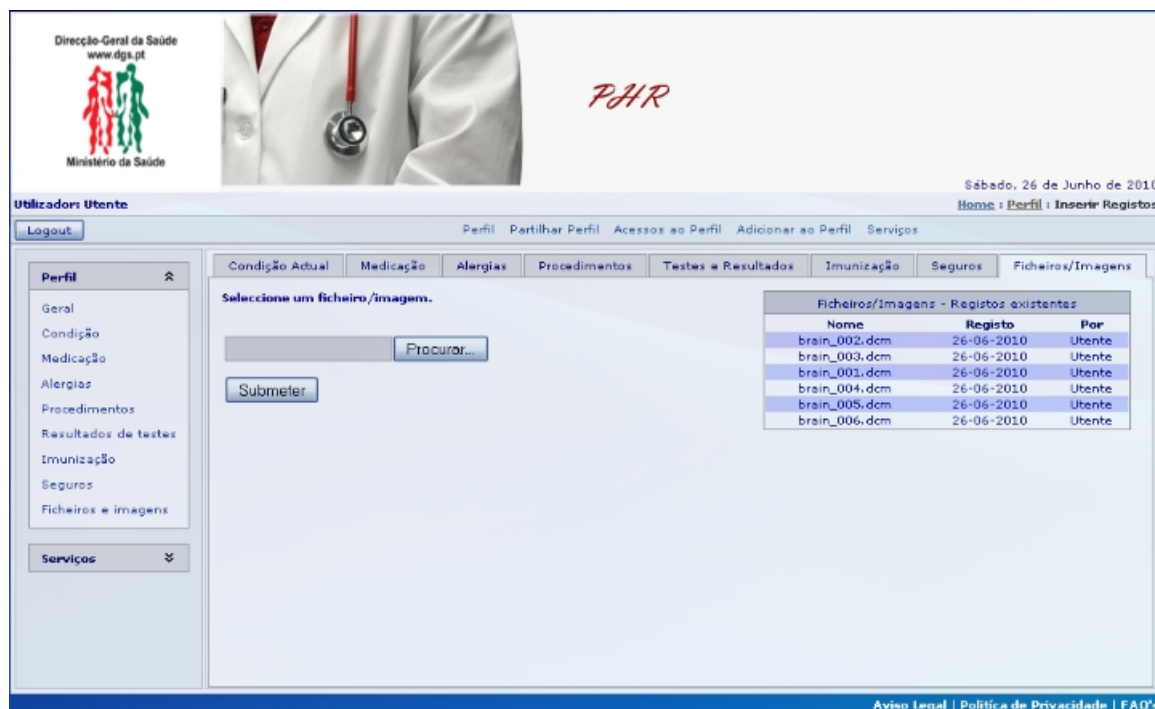 Direcção-Geral da Saúde
www.dgs.pt
Ministério da Saúde
PHR
Sábado, 26 de Junho de 2010
Utilizador: Utente
Home : Perfil : Inserir Registos
Logout
Perfil Partilhar Perfil Acessos ao Perfil Adicionar ao Perfil Serviços
Perfil
Geral
Condição
Medicação
Alergias
Procedimentos
Resultados de testes
Imunização
Seguros
Ficheiros e imagens
Serviços
Condição Actual Medicação Alergias Procedimentos Testes e Resultados Imunização Seguros Ficheiros/Imagens
Seleccione um ficheiro/imagem.
Procurar...
Submeter
Ficheiros/Imagens - Registos existentes
Nome Registo Por
brain_002.dcm 26-06-2010 Utente
brain_003.dcm 26-06-2010 Utente
brain_001.dcm 26-06-2010 Utente
brain_004.dcm 26-06-2010 Utente
brain_005.dcm 26-06-2010 Utente
brain_006.dcm 26-06-2010 Utente
Aviso Legal | Política de Privacidade | FAQ's